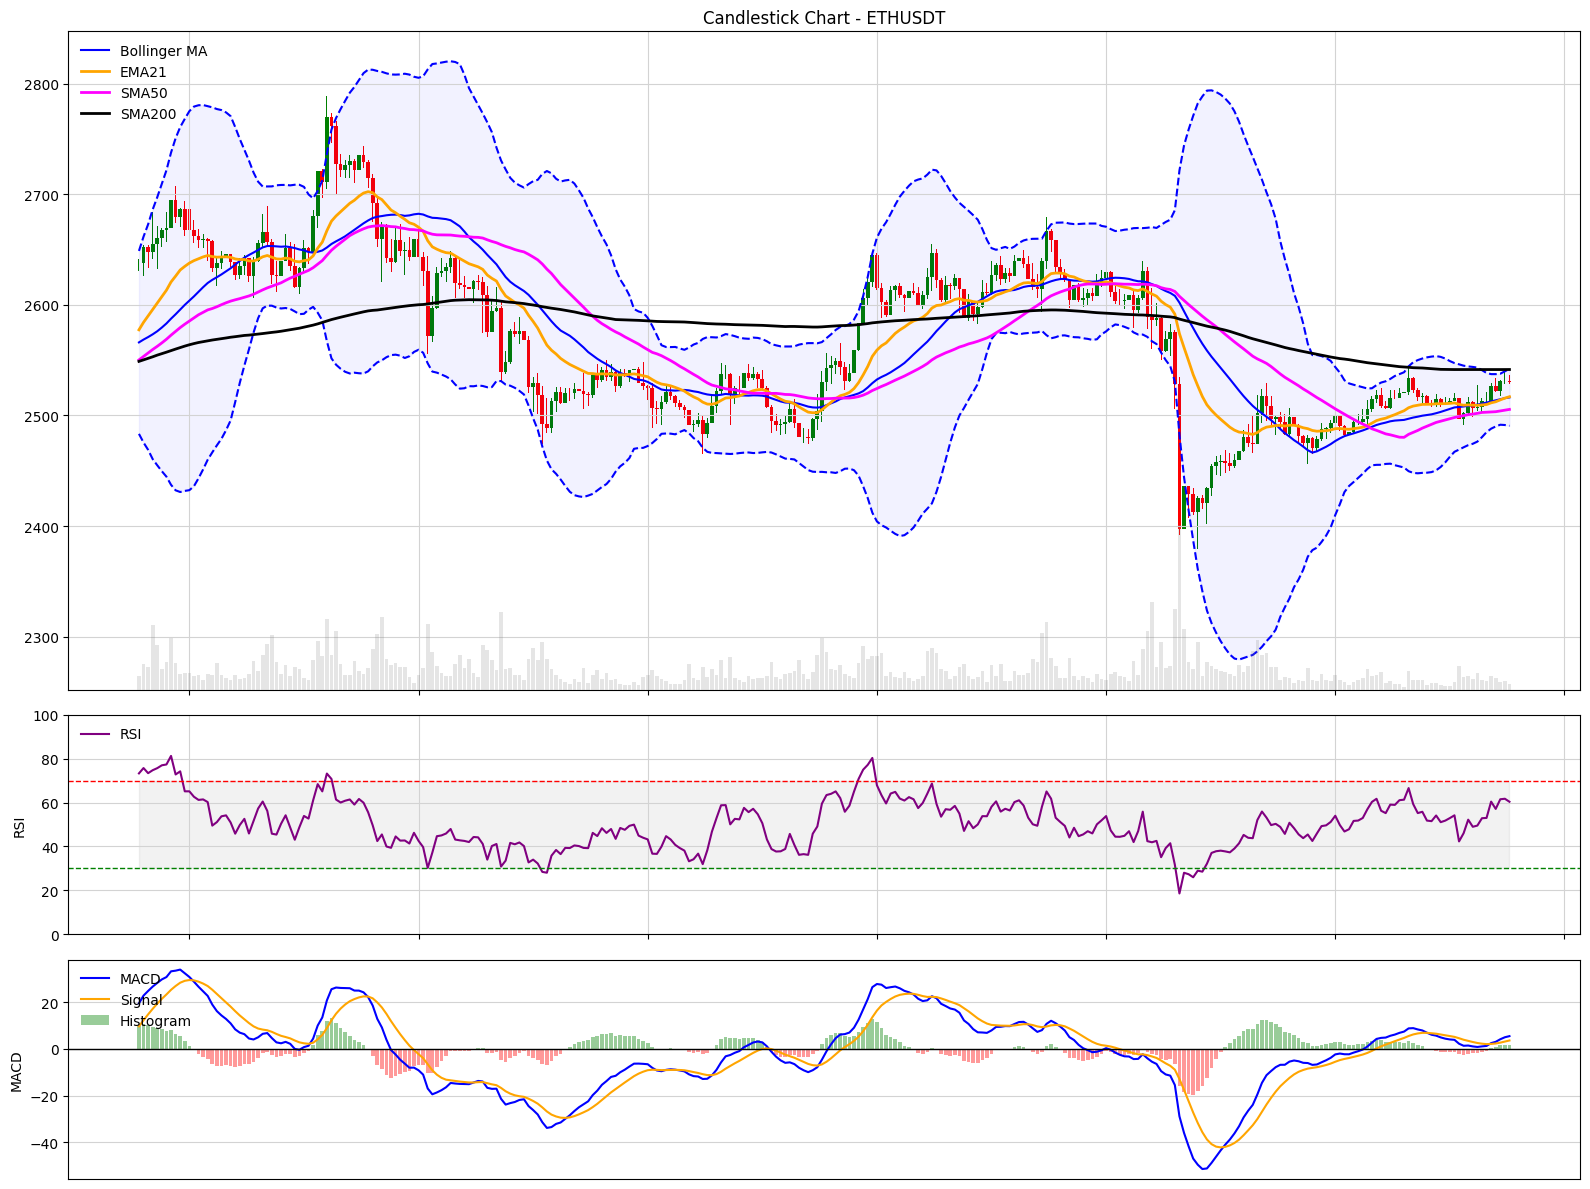 Candlestick Chart - ETHUSDT
Bollinger MA
EMA21
SMA50
SMA200
2800
2700
2600
2500
2400
2300
RSI
100
80
60
40
20
0
RSI
MACD
Signal
Histogram
20
0
−20
−40
MACD